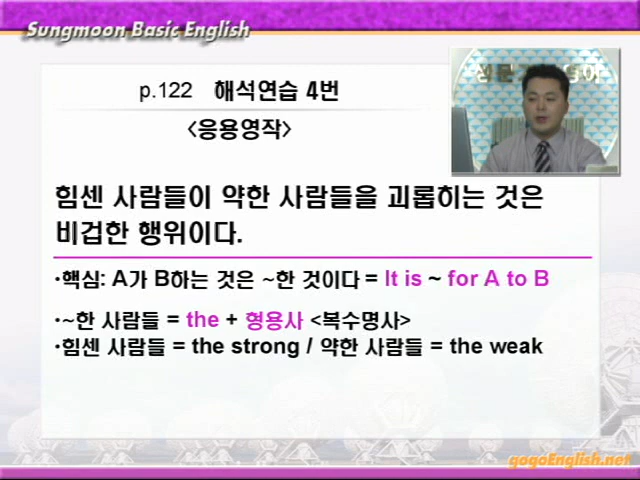 Sungmoon Basic English
p.122 해석연습 4번
<응용영작>
힘센 사람들이 약한 사람들을 괴롭히는 것은
비겁한 행위이다.
·핵심: A가 B하는 것은 ~한 것이다 = It is ~ for A to B
·~한 사람들 = the + 형용사 <복수명사>
·힘센 사람들 = the strong / 약한 사람들 = the weak
gogoEnglish.net